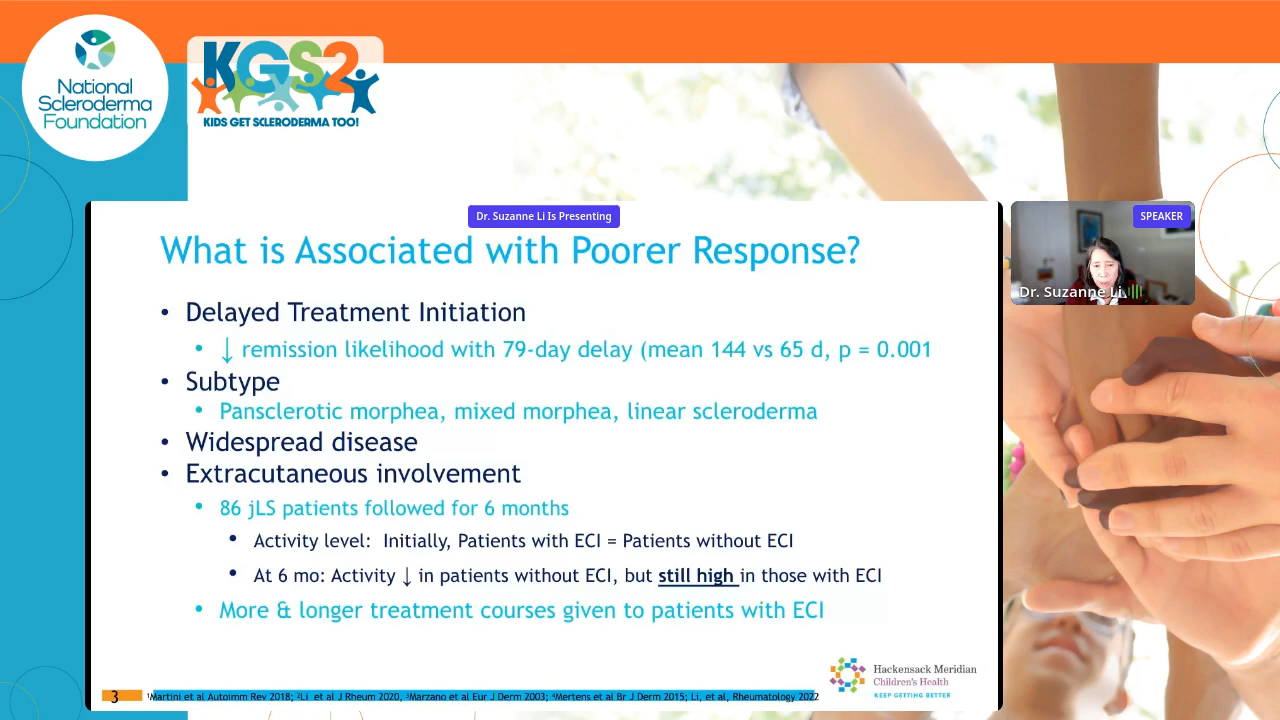 National
Scleroderma
Foundation
KGS2
KIDS GET SCLERODERMA TOO!
Dr. Suzanne Li Is Presenting
SPEAKER
Dr. Suzanne Li
What is Associated with Poorer Response?
• Delayed Treatment Initiation
• ↓ remission likelihood with 79-day delay (mean 144 vs 65 d, p = 0.001
• Subtype
• Pansclerotic morphea, mixed morphea, linear scleroderma
• Widespread disease
• Extracutaneous involvement
• 86 jLS patients followed for 6 months
• Activity level: Initially, Patients with ECI = Patients without ECI
• At 6 mo: Activity ↓ in patients without ECI, but still high in those with ECI
• More & longer treatment courses given to patients with ECI
Hackensack Meridian
Children's Health
KEEP GETTING BETTER
3
¹Martini et al Autoimm Rev 2018; ²Li et al J Rheum 2020, ³Marzano et al Eur J Derm 2003; ⁴Mertens et al Br J Derm 2015; Li, et al, Rheumatology 2022